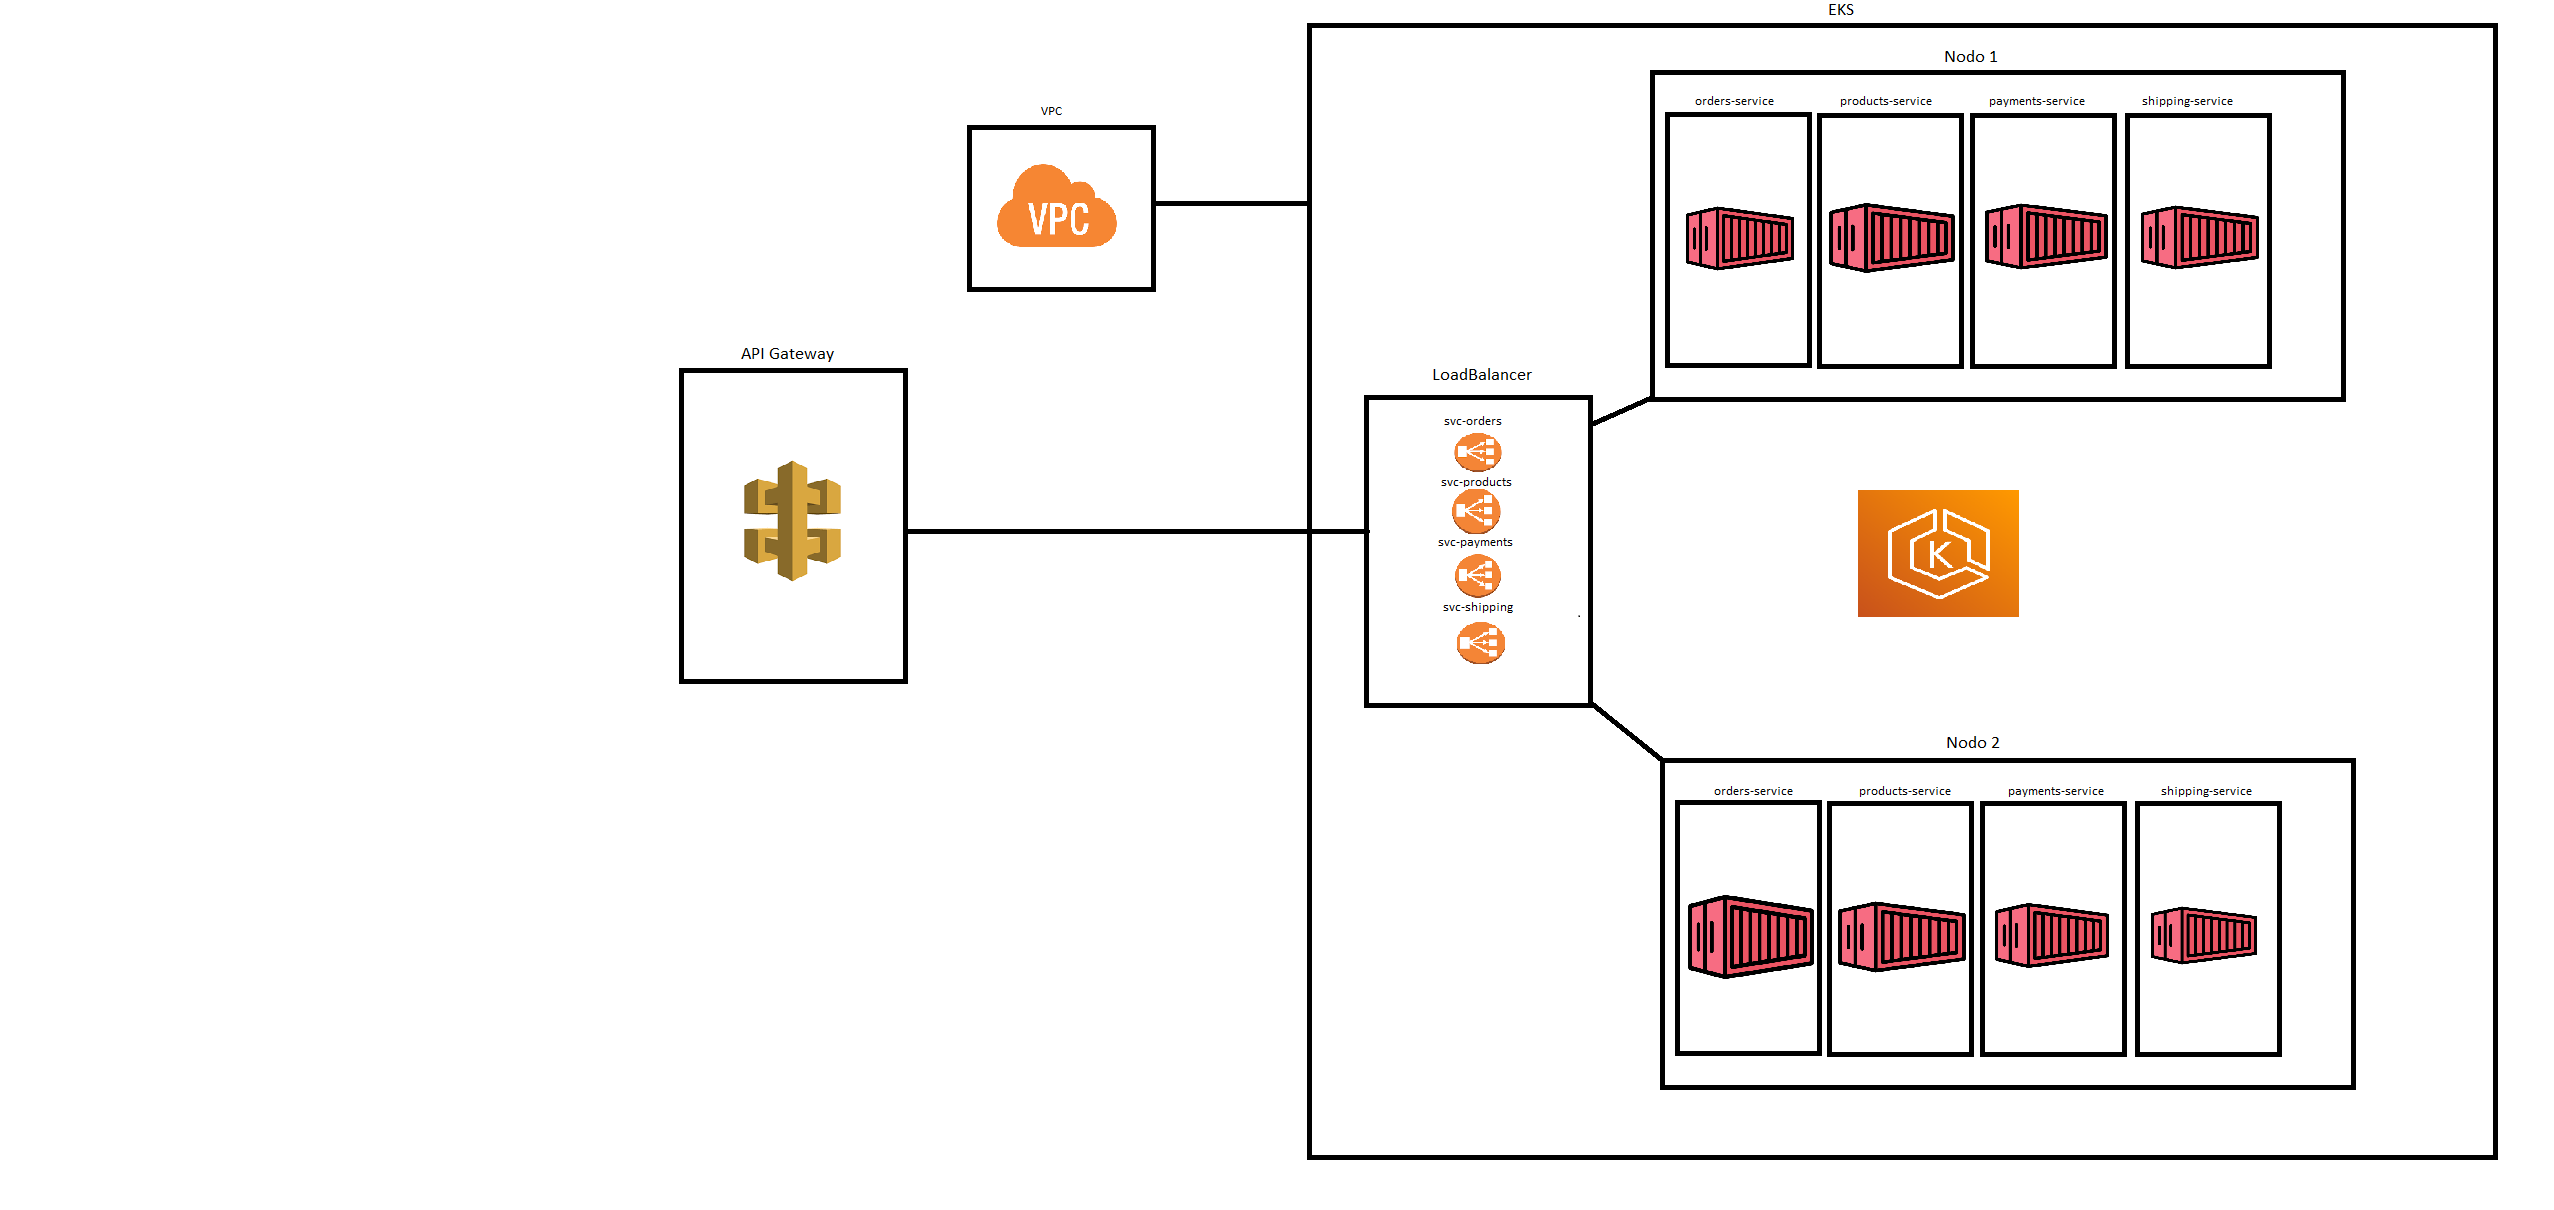 EKS
Nodo 1
orders-service
products-service
payments-service
shipping-service
VPC
VPC
API Gateway
LoadBalancer
svc-orders
svc-products
svc-payments
svc-shipping
K
Nodo 2
orders-service
products-service
payments-service
shipping-service